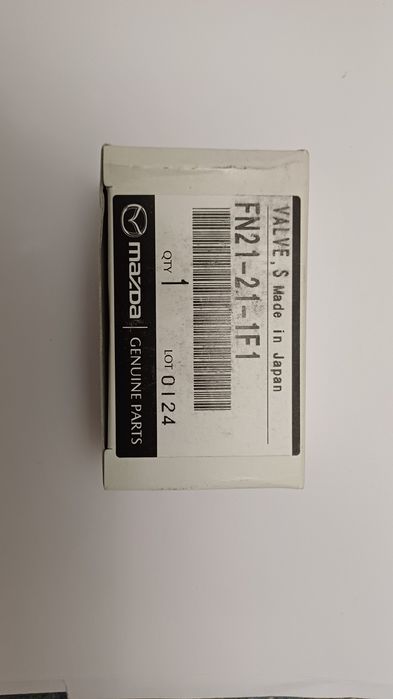 VALVE, S Made in Japan
FN21-21-1F1
QTY 1 LOT 0124
mazda GENUINE PARTS